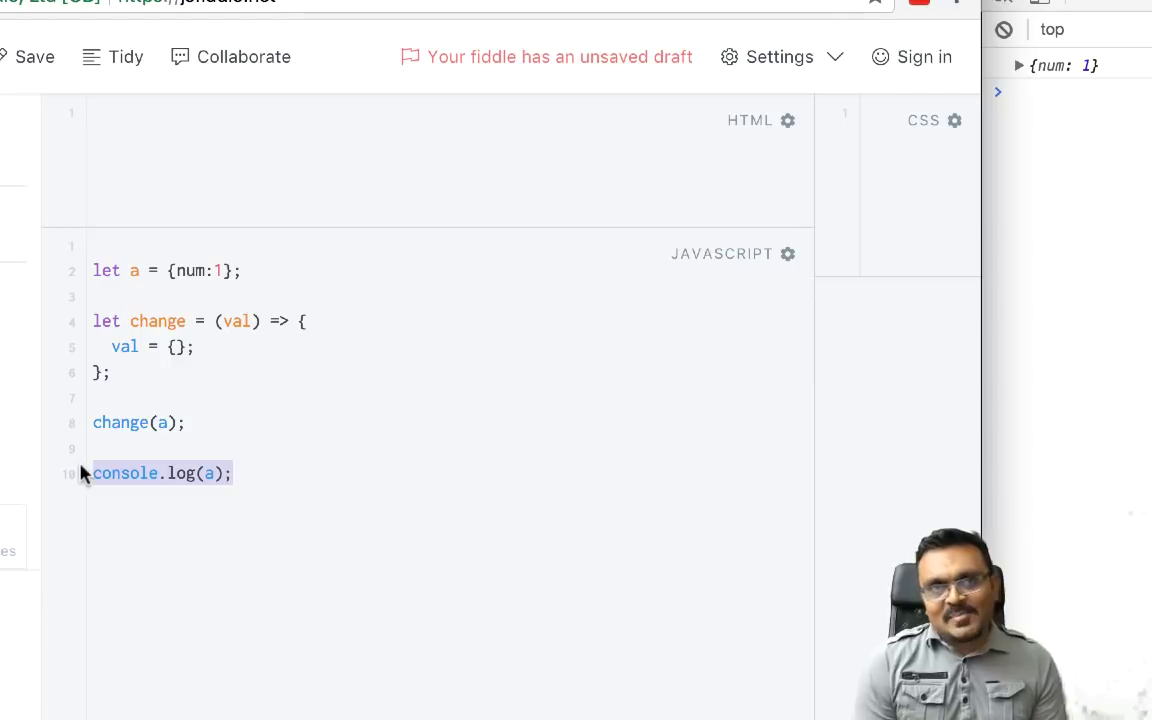 Save Tidy Collaborate Your fiddle has an unsaved draft Settings Sign in
top
{num: 1}
>
1 HTML
1 CSS
JAVASCRIPT
1
2 let a = {num:1};
3
4 let change = (val) => {
5 val = {};
6 };
7
8 change(a);
9
10 console.log(a);
es